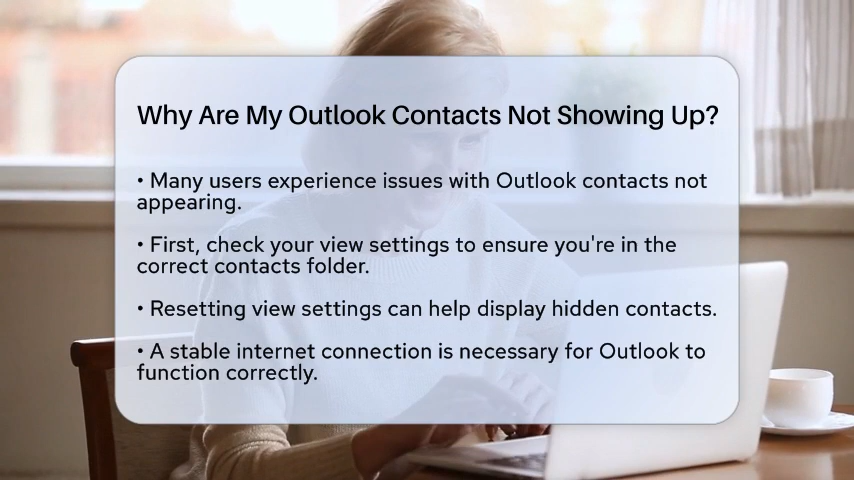 Why Are My Outlook Contacts Not Showing Up?
• Many users experience issues with Outlook contacts not
appearing.
• First, check your view settings to ensure you're in the
correct contacts folder.
• Resetting view settings can help display hidden contacts.
• A stable internet connection is necessary for Outlook to
function correctly.